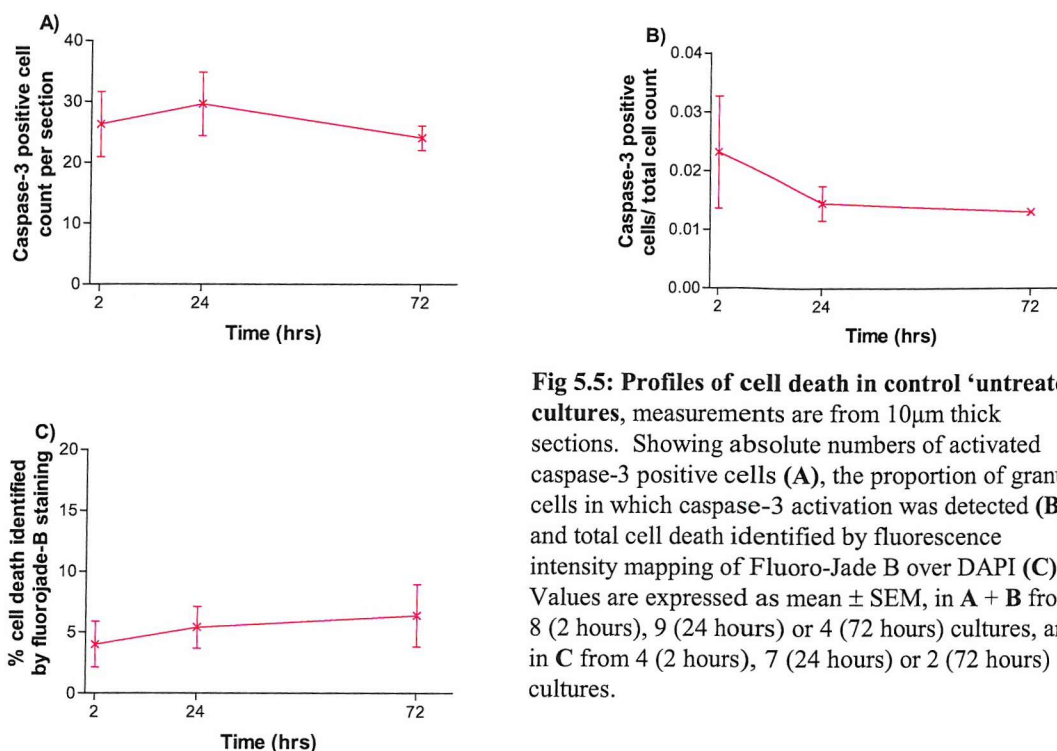 A)
Caspase-3 positive cell
count per section
40
30
20
10
0
2
24
72
Time (hrs)
B)
Caspase-3 positive
cells/ total cell count
0.04
0.03
0.02
0.01
0.00
2
24
72
Time (hrs)
C)
% cell death identified
by fluorojade-B staining
20
15
10
5
0
2
24
72
Time (hrs)
Fig 5.5: Profiles of cell death in control
cultures, measurements are from 10µm thick
sections. Showing absolute numbers of activated
caspase-3 positive cells (A), the proportion of
cells in which caspase-3 activation was detected
and total cell death identified by fluorescence
intensity mapping of Fluoro-Jade B over DAPI (C)
Values are expressed as mean ± SEM, in A + B
8 (2 hours), 9 (24 hours) or 4 (72 hours) cultures,
in C from 4 (2 hours), 7 (24 hours) or 2 (72 hours)
cultures.